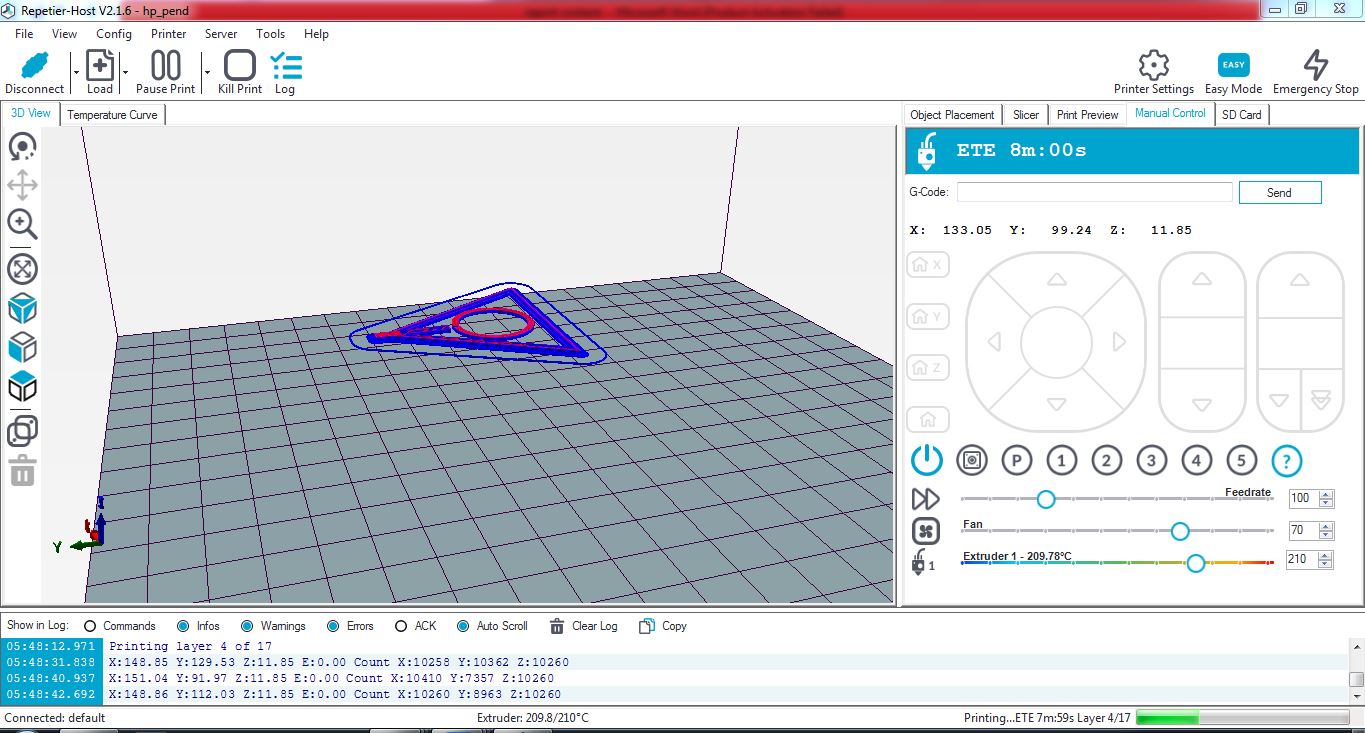 Repetier-Host V2.1.6 - hp_pend
File View Config Printer Server Tools Help
Disconnect Load Pause Print Kill Print Log Printer Settings EASY Easy Mode Emergency Stop
3D View Temperature Curve
Object Placement Slicer Print Preview Manual Control SD Card
ETE 8m:00s
G-Code: Send
X: 133.05 Y: 99.24 Z: 11.85
X
Y
Z
P 1 2 3 4 5 ?
Feedrate 100
Fan 70
Extruder 1 - 209.78°C 210
1
Y
Show in Log: Commands Infos Warnings Errors ACK Auto Scroll Clear Log Copy
05:48:12.971 Printing layer 4 of 17
05:48:31.838 X:148.85 Y:129.53 Z:11.85 E:0.00 Count X:10258 Y:10362 Z:10260
05:48:40.937 X:151.04 Y:91.97 Z:11.85 E:0.00 Count X:10410 Y:7357 Z:10260
05:48:42.692 X:148.86 Y:112.03 Z:11.85 E:0.00 Count X:10260 Y:8963 Z:10260
Connected: default Extruder: 209.8/210°C Printing...ETE 7m:59s Layer 4/17